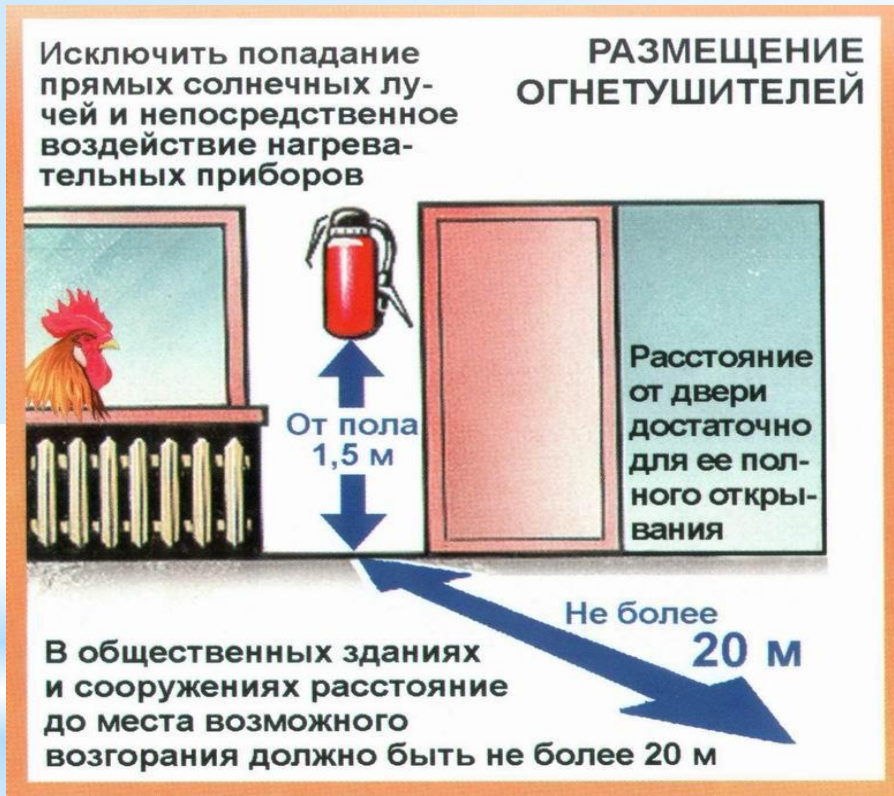 Исключить попадание
прямых солнечных лу-
чей и непосредственное
воздействие нагрева-
тельных приборов
РАЗМЕЩЕНИЕ
ОГНЕТУШИТЕЛЕЙ
От пола
1,5 м
Расстояние
от двери
достаточно
для ее пол-
ного откры-
вания
Не более
20 м
В общественных зданиях
и сооружениях расстояние
до места возможного
возгорания должно быть не более 20 м